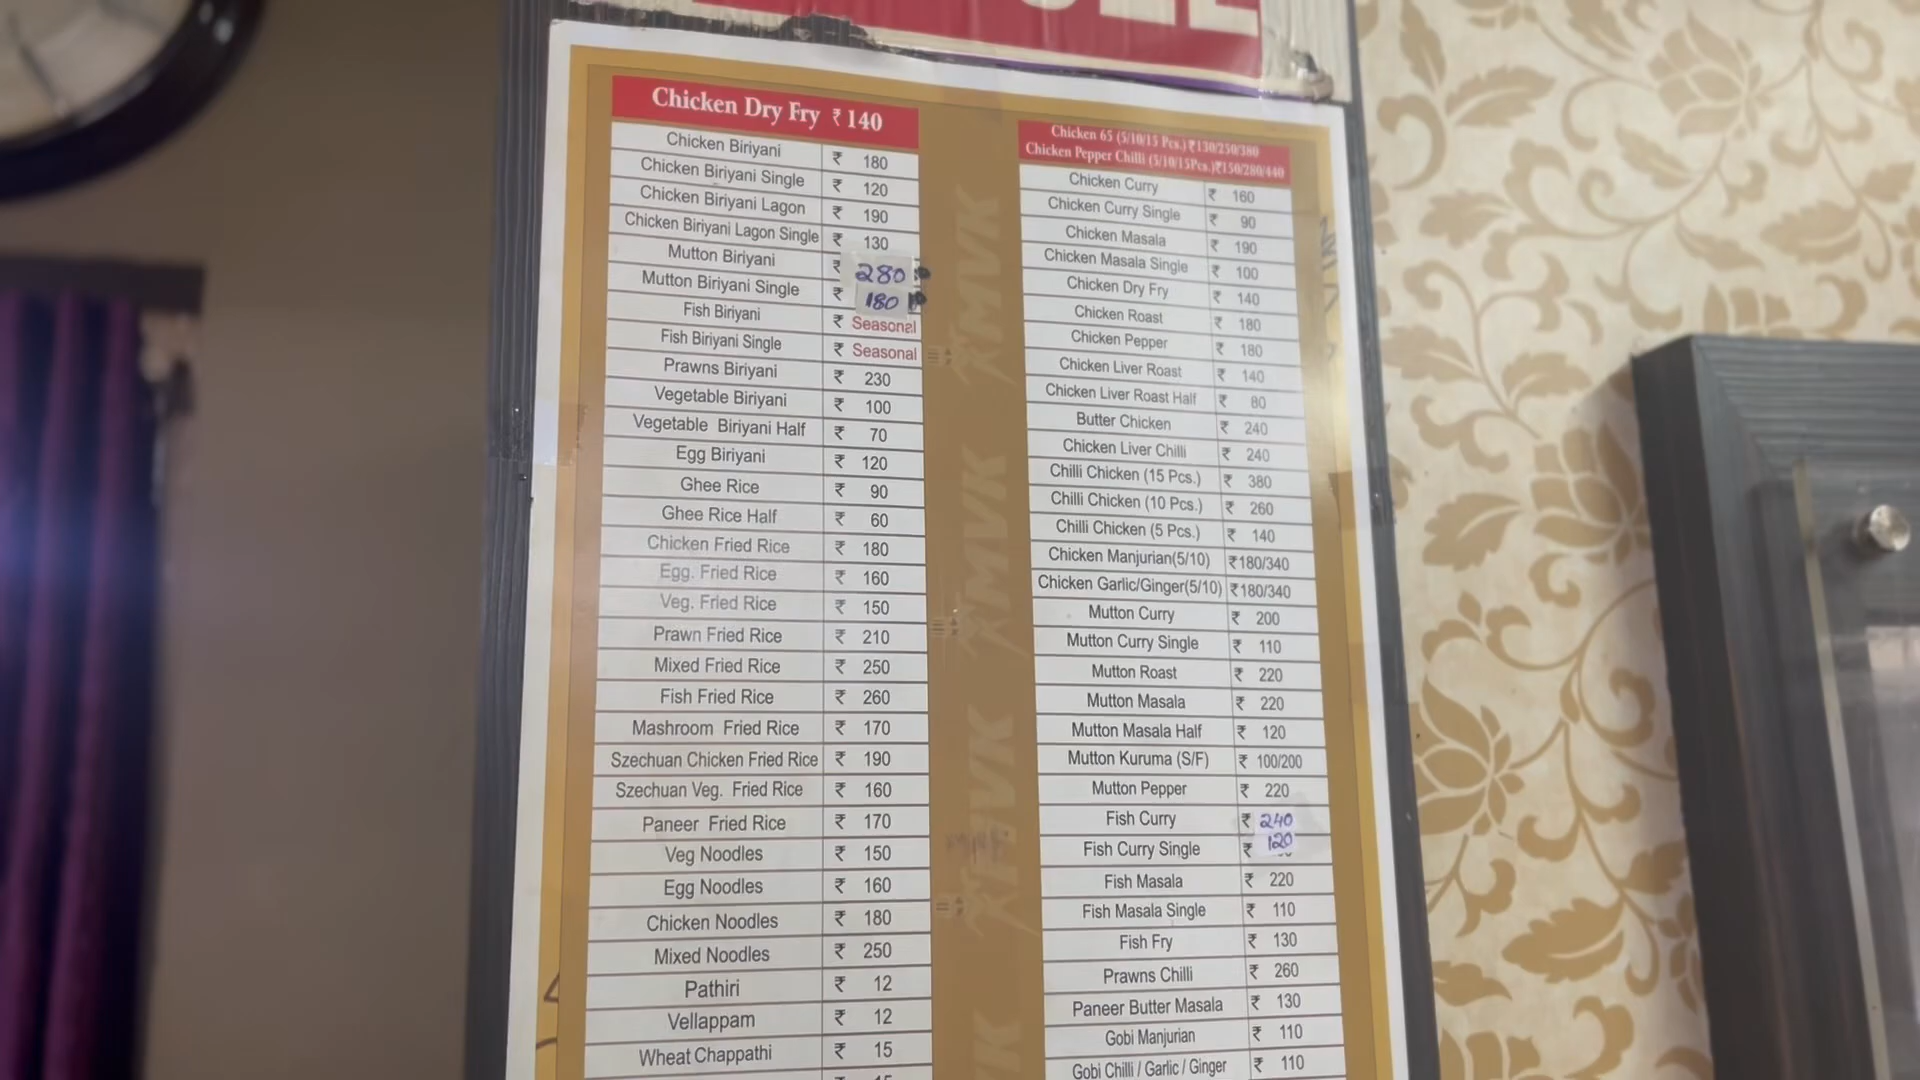 Chicken Dry Fry ₹ 140
Chicken Biriyani ₹ 180
Chicken Biriyani Single ₹ 120
Chicken Biriyani Lagon ₹ 190
Chicken Biriyani Lagon Single ₹ 130
Mutton Biriyani ₹ 280
Mutton Biriyani Single ₹ 180
Fish Biriyani ₹ Seasonal
Fish Biriyani Single ₹ Seasonal
Prawns Biriyani ₹ 230
Vegetable Biriyani ₹ 100
Vegetable Biriyani Half ₹ 70
Egg Biriyani ₹ 120
Ghee Rice ₹ 90
Ghee Rice Half ₹ 60
Chicken Fried Rice ₹ 180
Egg. Fried Rice ₹ 160
Veg. Fried Rice ₹ 150
Prawn Fried Rice ₹ 210
Mixed Fried Rice ₹ 250
Fish Fried Rice ₹ 260
Mashroom Fried Rice ₹ 170
Szechuan Chicken Fried Rice ₹ 190
Szechuan Veg. Fried Rice ₹ 160
Paneer Fried Rice ₹ 170
Veg Noodles ₹ 150
Egg Noodles ₹ 160
Chicken Noodles ₹ 180
Mixed Noodles ₹ 250
Pathiri ₹ 12
Vellappam ₹ 12
Wheat Chappathi ₹ 15
Chicken 65 (5/10/15 Pcs.) ₹130/250/380
Chicken Pepper Chilli (5/10/15Pcs.)₹150/280/440
Chicken Curry ₹ 160
Chicken Curry Single ₹ 90
Chicken Masala ₹ 190
Chicken Masala Single ₹ 100
Chicken Dry Fry ₹ 140
Chicken Roast ₹ 180
Chicken Pepper ₹ 180
Chicken Liver Roast ₹ 140
Chicken Liver Roast Half ₹ 80
Butter Chicken ₹ 240
Chicken Liver Chilli ₹ 240
Chilli Chicken (15 Pcs.) ₹ 380
Chilli Chicken (10 Pcs.) ₹ 260
Chilli Chicken (5 Pcs.) ₹ 140
Chicken Manjurian(5/10) ₹180/340
Chicken Garlic/Ginger(5/10) ₹180/340
Mutton Curry ₹ 200
Mutton Curry Single ₹ 110
Mutton Roast ₹ 220
Mutton Masala ₹ 220
Mutton Masala Half ₹ 120
Mutton Kuruma (S/F) ₹ 100/200
Mutton Pepper ₹ 220
Fish Curry ₹ 240
Fish Curry Single ₹ 120
Fish Masala ₹ 220
Fish Masala Single ₹ 110
Fish Fry ₹ 130
Prawns Chilli ₹ 260
Paneer Butter Masala ₹ 130
Gobi Manjurian ₹ 110
Gobi Chilli / Garlic / Ginger ₹ 110